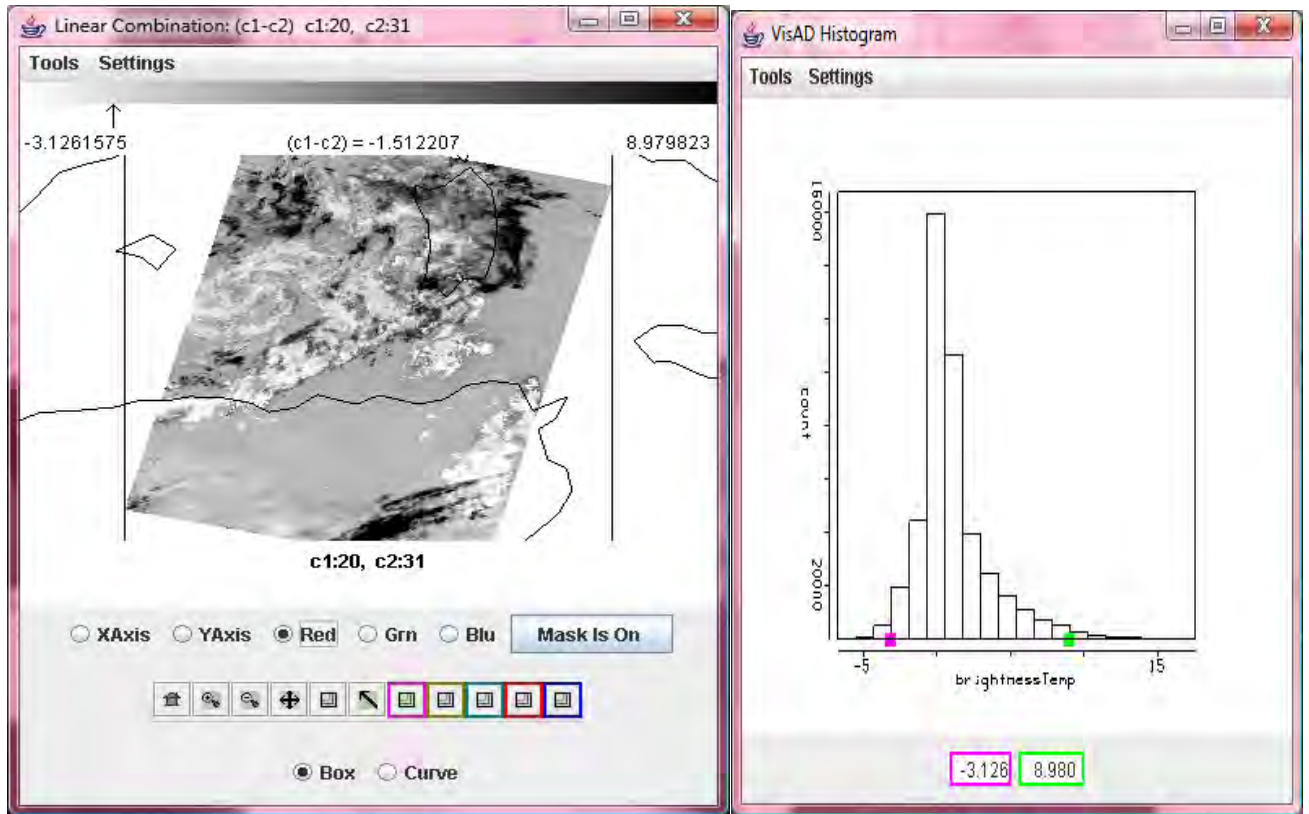 Linear Combination: (c1-c2) c1:20, c2:31
Tools Settings
-3.1261575 (c1-c2) = -1.512207 8.979823
c1:20, c2:31
XAxis YAxis Red Grn Blu Mask Is On
Box Curve
VisAD Histogram
Tools Settings
160000
count
20000
-5 15
brightnessTemp
-3.126 8.980